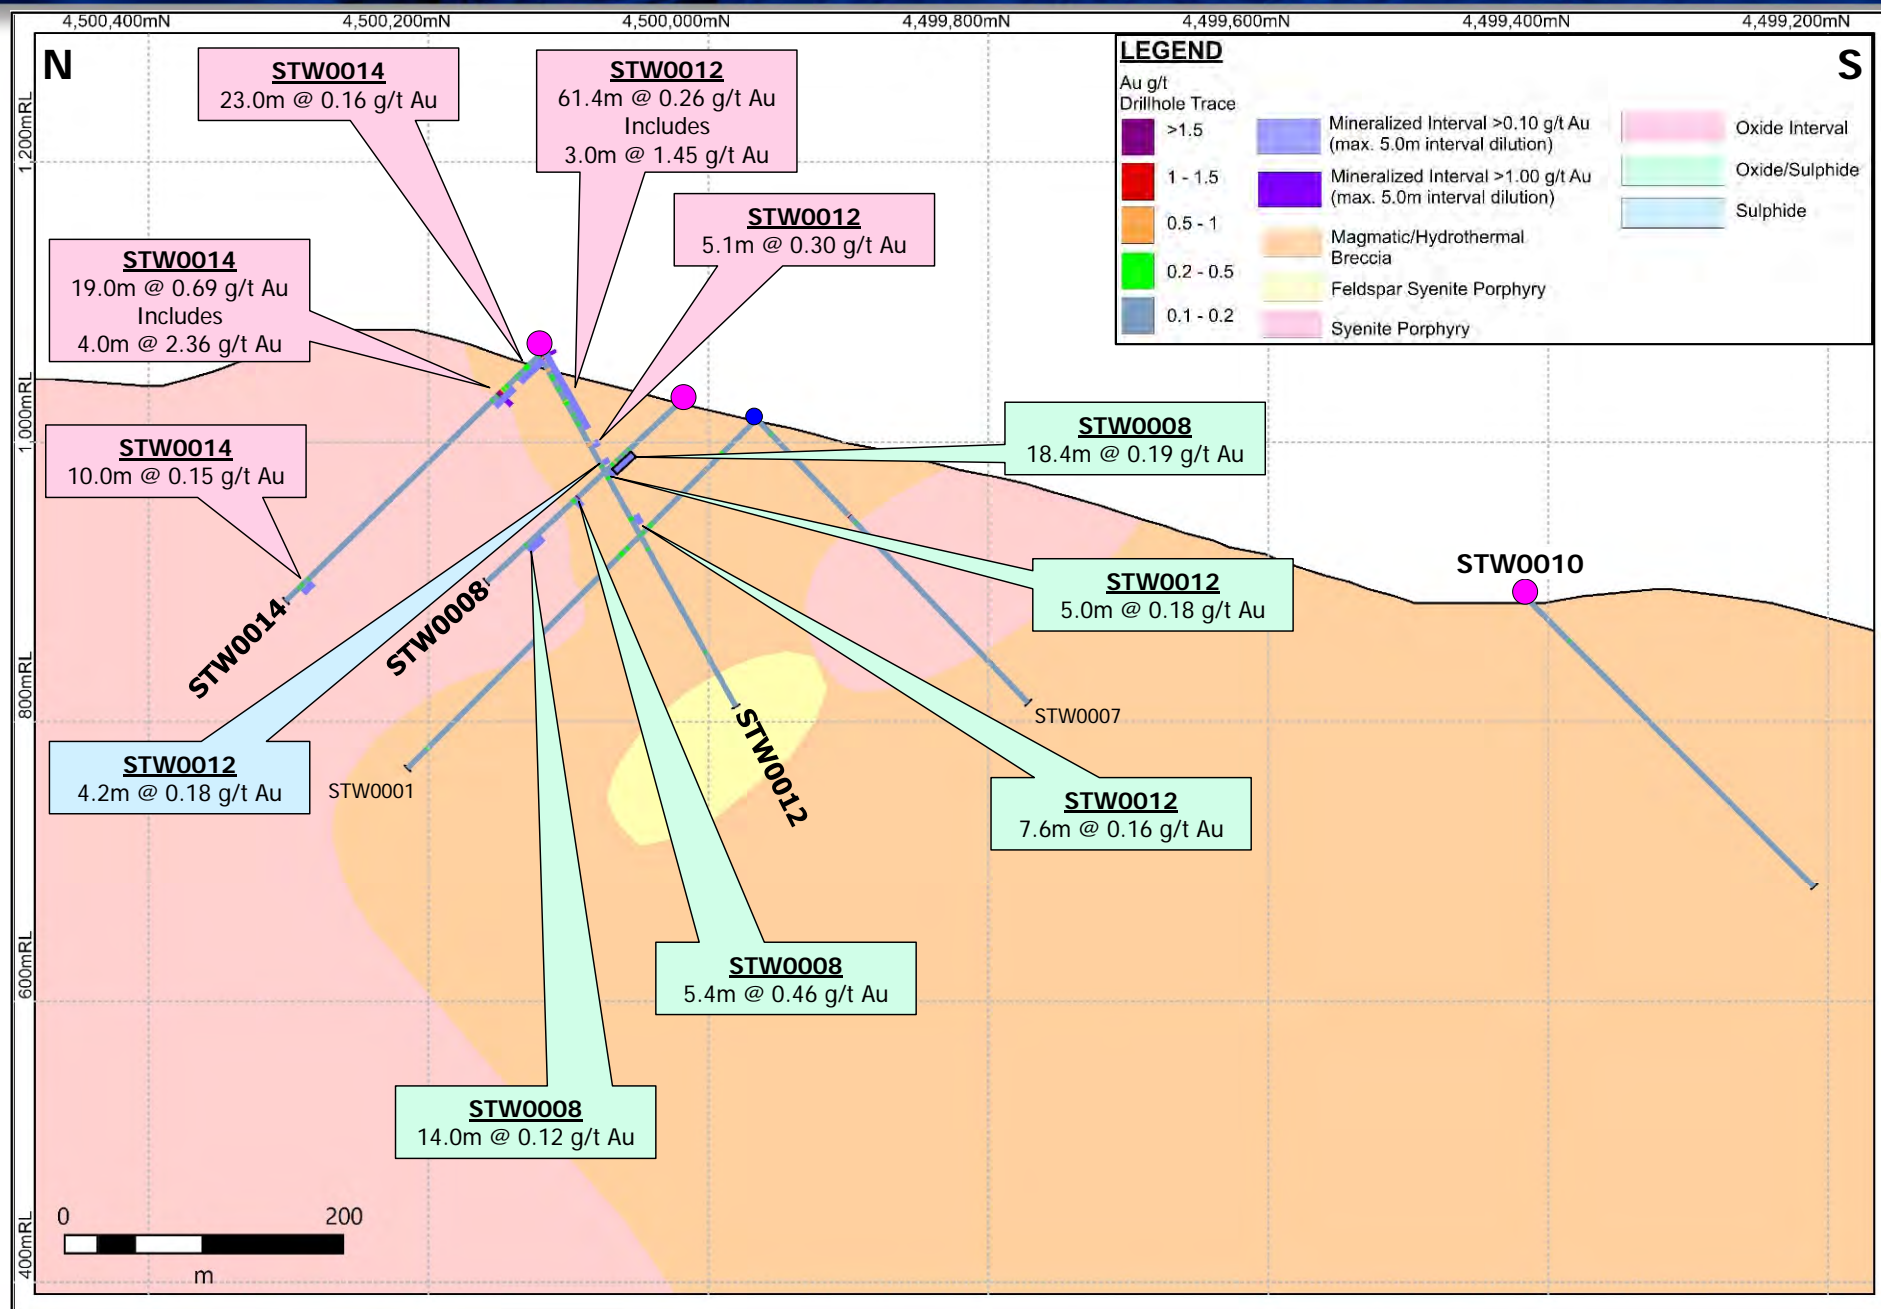 4,500,400mN
4,500,200mN
4,500,000mN
4,499,800mN
4,499,600mN
4,499,400mN
4,499,200mN
N
S
1200mRL
1000mRL
800mRL
600mRL
400mRL
LEGEND
Au g/t
Drillhole Trace
>1.5
1 - 1.5
0.5 - 1
0.2 - 0.5
0.1 - 0.2
Mineralized Interval >0.10 g/t Au
(max. 5.0m interval dilution)
Mineralized Interval >1.00 g/t Au
(max. 5.0m interval dilution)
Magmatic/Hydrothermal
Breccia
Feldspar Syenite Porphyry
Syenite Porphyry
Oxide Interval
Oxide/Sulphide
Sulphide
STW0014
23.0m @ 0.16 g/t Au
STW0012
61.4m @ 0.26 g/t Au
Includes
3.0m @ 1.45 g/t Au
STW0012
5.1m @ 0.30 g/t Au
STW0014
19.0m @ 0.69 g/t Au
Includes
4.0m @ 2.36 g/t Au
STW0014
10.0m @ 0.15 g/t Au
STW0008
18.4m @ 0.19 g/t Au
STW0012
5.0m @ 0.18 g/t Au
STW0010
STW0014
STW0008
STW0012
STW0007
STW0001
STW0012
4.2m @ 0.18 g/t Au
STW0012
7.6m @ 0.16 g/t Au
STW0008
5.4m @ 0.46 g/t Au
STW0008
14.0m @ 0.12 g/t Au
0
200
m